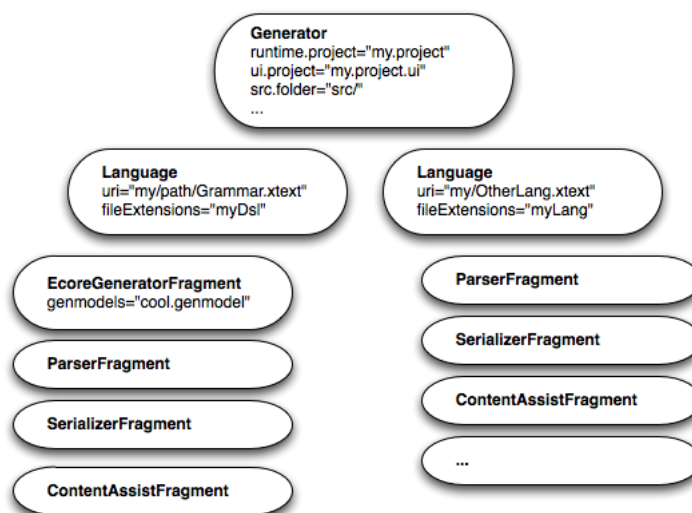 Generator
runtime.project="my.project"
ui.project="my.project.ui"
src.folder="src/"
...
Language
uri="my/path/Grammar.xtext"
fileExtensions="myDsl"
Language
uri="my/OtherLang.xtext"
fileExtensions="myLang"
EcoreGeneratorFragment
genmodels="cool.genmodel"
ParserFragment
SerializerFragment
ContentAssistFragment
ParserFragment
SerializerFragment
ContentAssistFragment
...